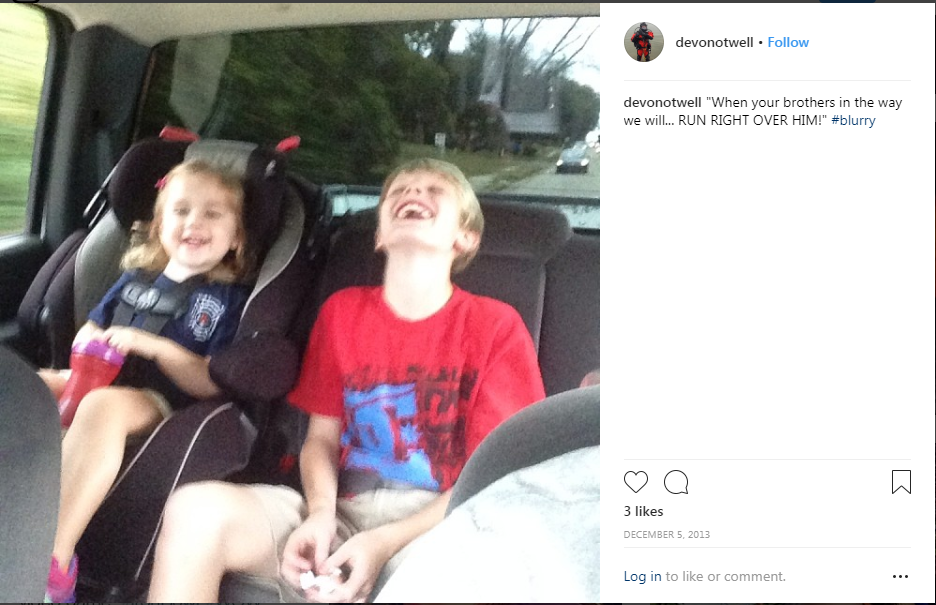 devonotwell • Follow
devonotwell "When your brothers in the way
we will... RUN RIGHT OVER HIM!" #blurry
3 likes
DECEMBER 5, 2013
Log in to like or comment.